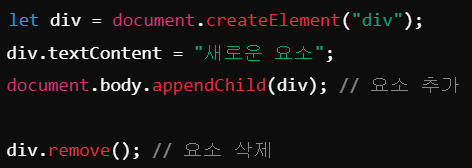 let div = document.createElement("div");
div.textContent = "새로운 요소";
document.body.appendChild(div); // 요소 추가
div.remove(); // 요소 삭제